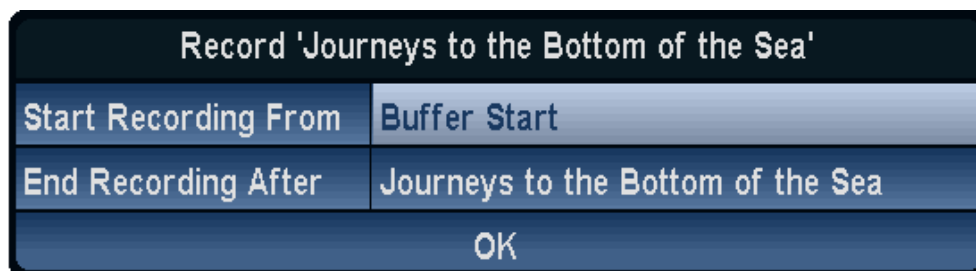 Record 'Journeys to the Bottom of the Sea'
Start Recording From Buffer Start
End Recording After Journeys to the Bottom of the Sea
OK